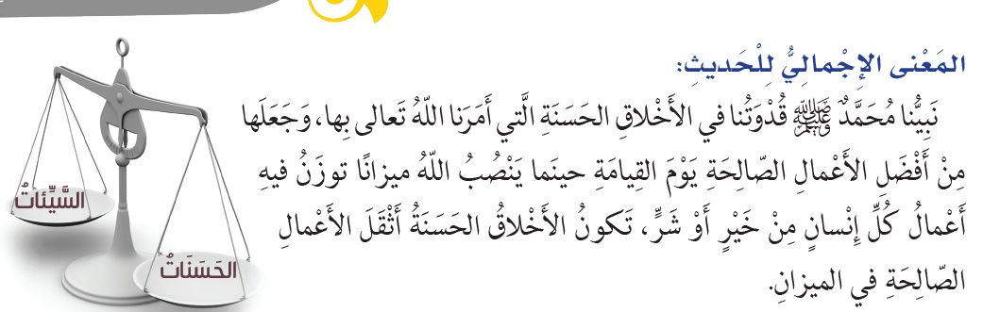 المَعْنى الإِجْمالِيُّ لِلْحَديثِ:
نَبِيُّنا مُحَمَّدٌ ﷺ قُدْوَتُنا في الأَخْلاقِ الحَسَنَةِ الَّتي أَمَرَنا اللّهُ تَعالى بِها، وَجَعَلَها
مِنْ أَفْضَلِ الأَعْمالِ الصّالِحَةِ يَوْمَ القِيامَةِ حينَما يَنْصُبُ اللّهُ ميزانًا توزَنُ فيهِ
أَعْمالُ كُلِّ إِنْسانٍ مِنْ خَيْرٍ أَوْ شَرٍّ، تَكونُ الأَخْلاقُ الحَسَنَةُ أَثْقَلَ الأَعْمالِ
الصّالِحَةِ في الميزانِ.
السَّيِّئاتُ
الحَسَنَاتُ